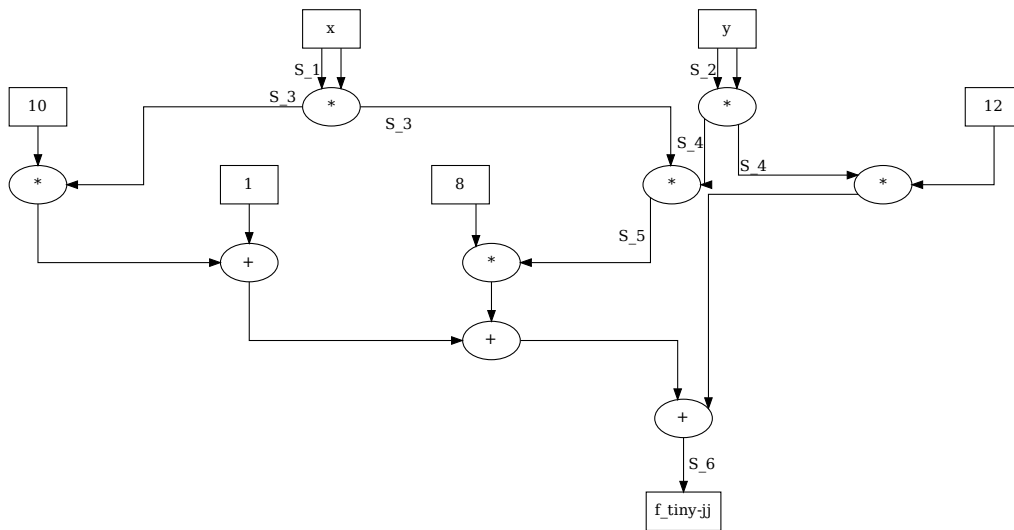 x
y
S_1
S_2
10
S_3
*
S_3
*
12
S_4
S_4
*
1
8
*
*
S_5
+
*
+
+
S_6
f_tiny-jj